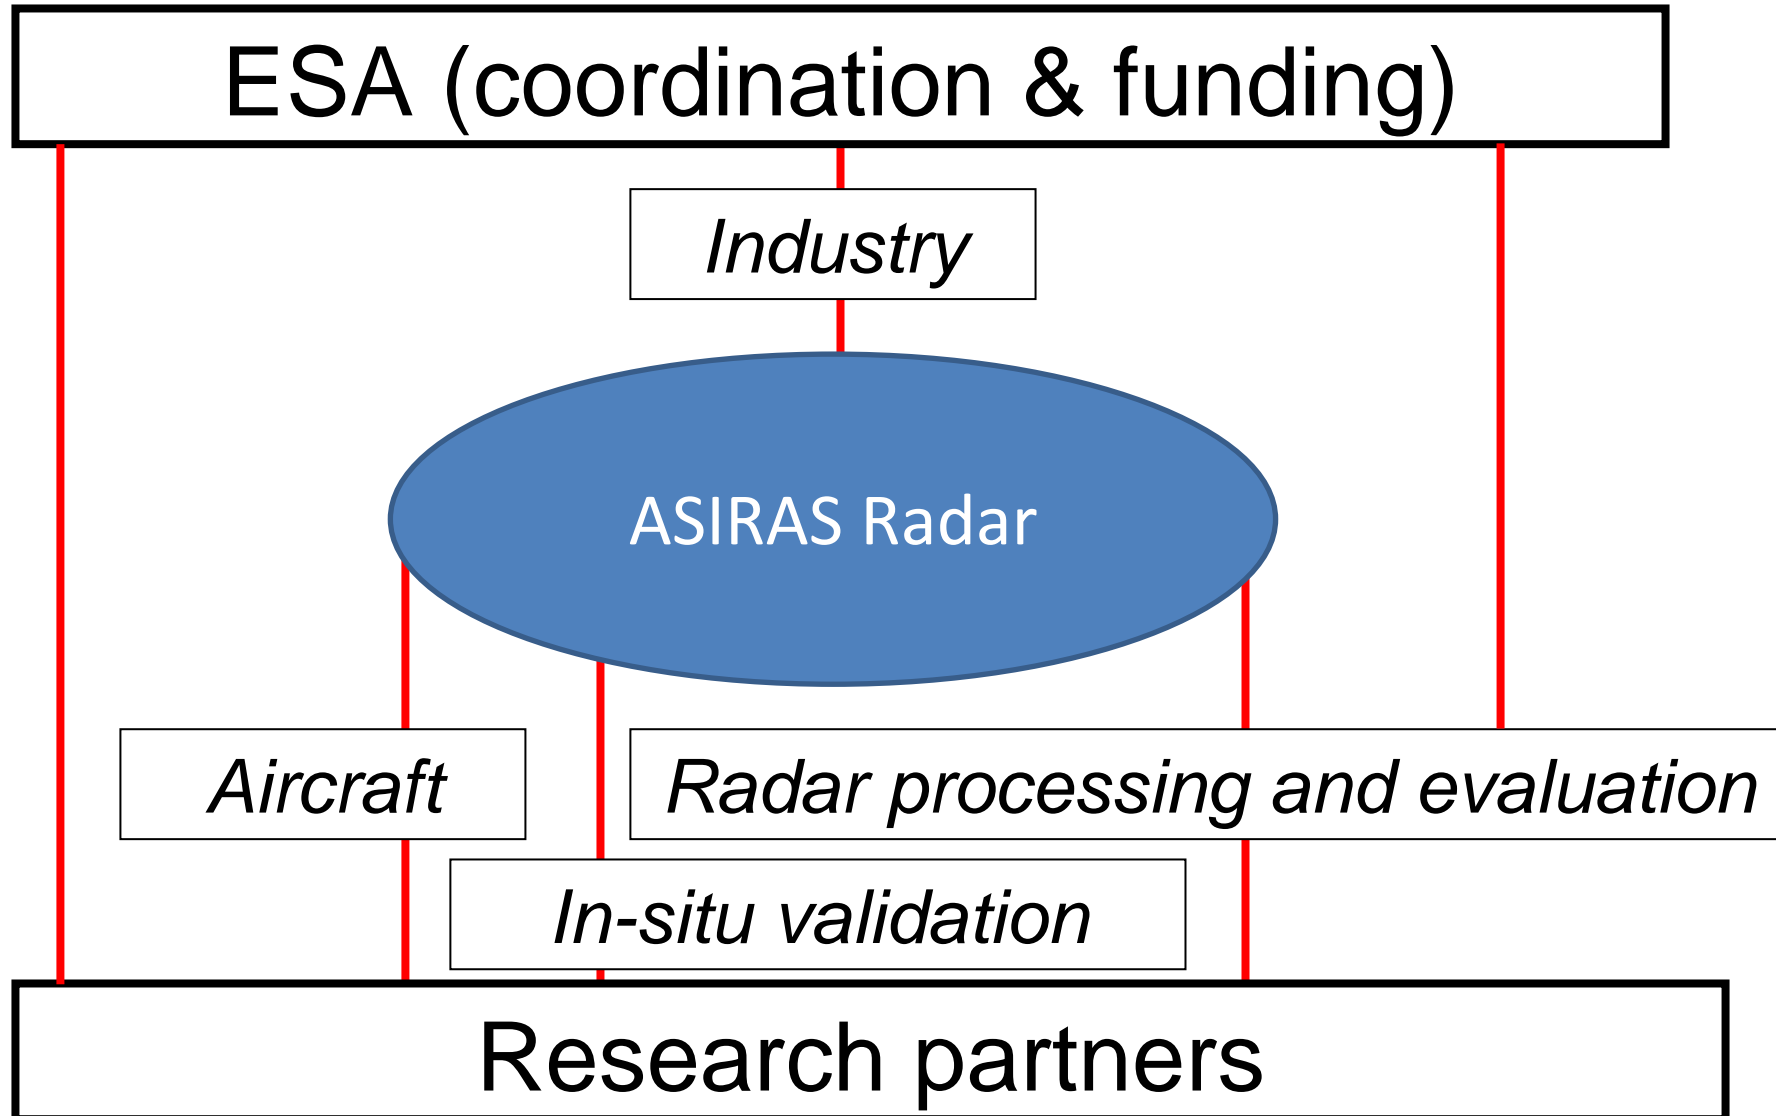 ESA (coordination & funding)
Industry
ASIRAS Radar
Aircraft
Radar processing and evaluation
In-situ validation
Research partners